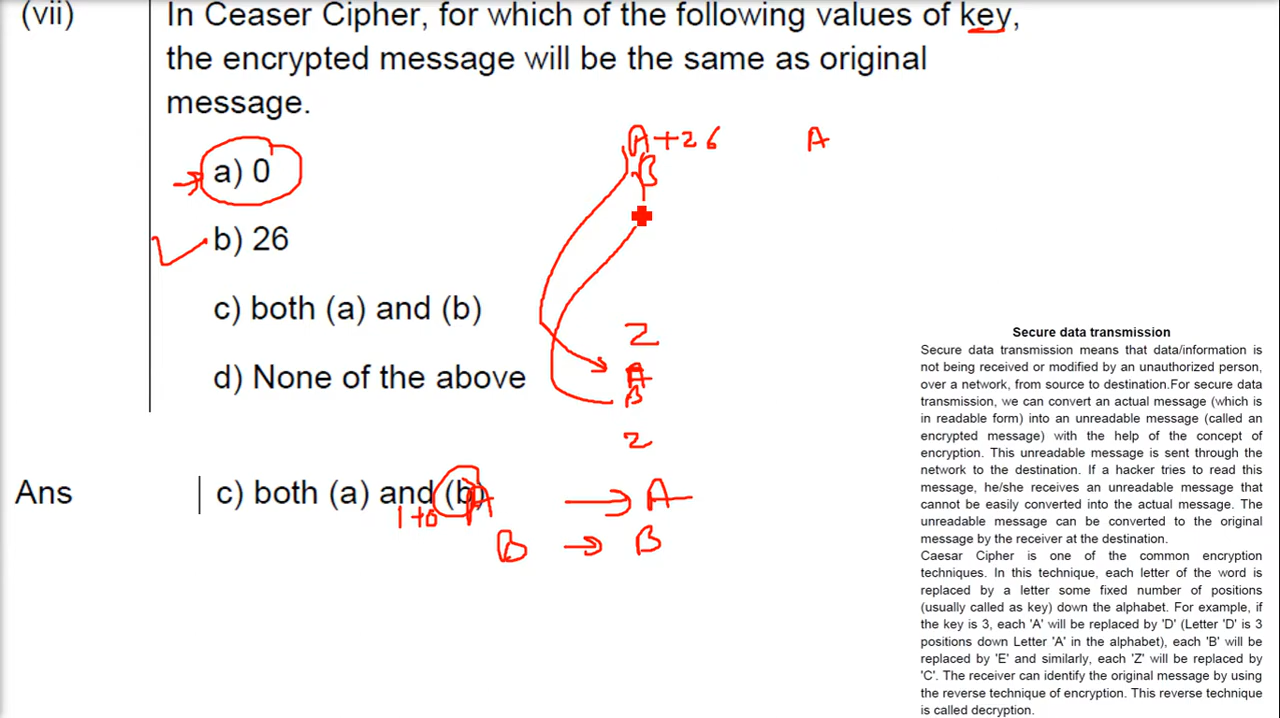 (vii)
In Ceaser Cipher, for which of the following values of key,
the encrypted message will be the same as original
message.
a) 0
b) 26
c) both (a) and (b)
d) None of the above
A+26 A
B
Z
A
B
Z
Ans
c) both (a) and (b)
A → A
1+0
B → B
Secure data transmission
Secure data transmission means that data/information is
not being received or modified by an unauthorized person,
over a network, from source to destination.For secure data
transmission, we can convert an actual message (which is
in readable form) into an unreadable message (called an
encrypted message) with the help of the concept of
encryption. This unreadable message is sent through the
network to the destination. If a hacker tries to read this
message, he/she receives an unreadable message that
cannot be easily converted into the actual message. The
unreadable message can be converted to the original
message by the receiver at the destination.
Caesar Cipher is one of the common encryption
techniques. In this technique, each letter of the word is
replaced by a letter some fixed number of positions
(usually called as key) down the alphabet. For example, if
the key is 3, each 'A' will be replaced by 'D' (Letter 'D' is 3
positions down Letter 'A' in the alphabet), each 'B' will be
replaced by 'E' and similarly, each 'Z' will be replaced by
'C'. The receiver can identify the original message by using
the reverse technique of encryption. This reverse technique
is called decryption.